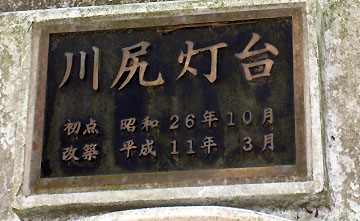 川尻灯台
初点 昭和 26年10月
改築 平成 11年 3月